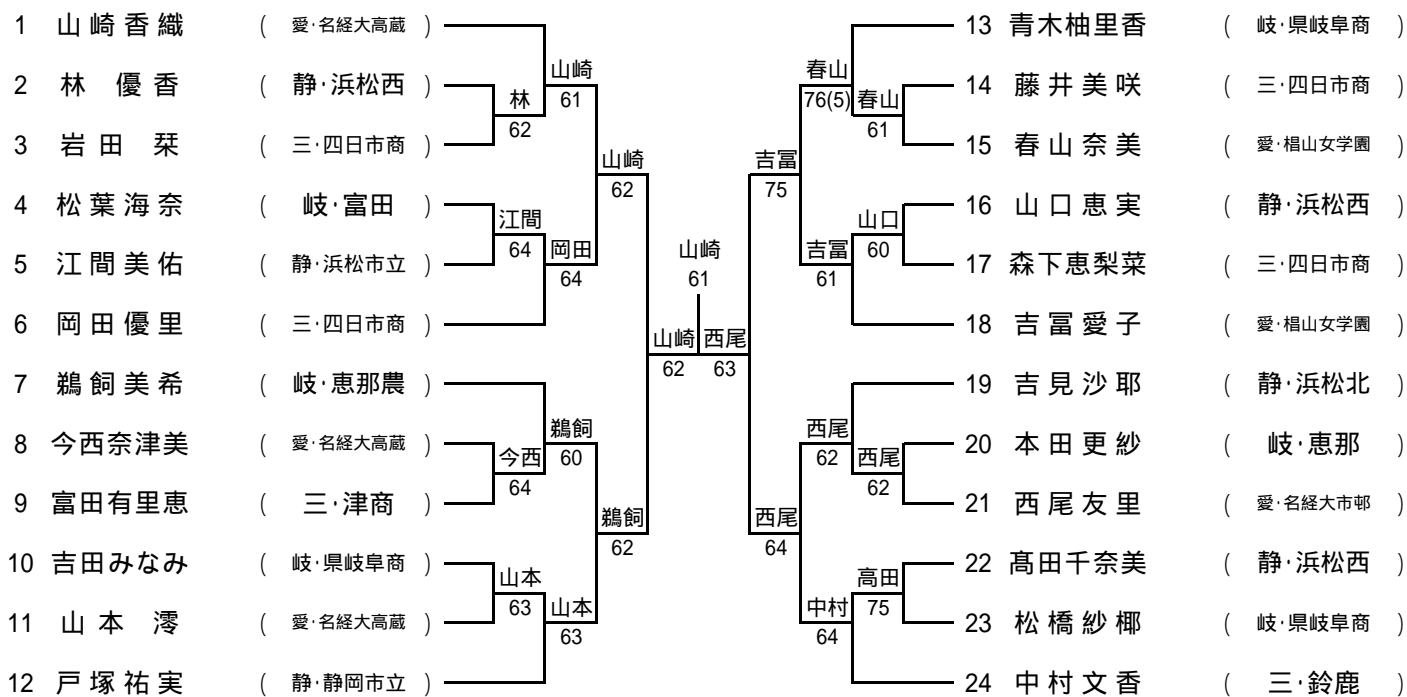 1 山崎香織 ( 愛・名経大高蔵 )
2 林 優香 ( 静・浜松西 )
3 岩田 栞 ( 三・四日市商 )
4 松葉海奈 ( 岐・富田 )
5 江間美佑 ( 静・浜松市立 )
6 岡田優里 ( 三・四日市商 )
7 鵜飼美希 ( 岐・恵那農 )
8 今西奈津美 ( 愛・名経大高蔵 )
9 富田有里恵 ( 三・津商 )
10 吉田みなみ ( 岐・県岐阜商 )
11 山本 澪 ( 愛・名経大高蔵 )
12 戸塚祐実 ( 静・静岡市立 )
林
62
江間
64
今西
64
山本
63
山崎
61
岡田
64
鵜飼
60
山本
63
山崎
62
鵜飼
62
山崎
62
山崎
61
西尾
63
吉冨
75
西尾
64
春山
76(5)
吉冨
61
西尾
62
中村
64
春山
61
山口
60
西尾
62
高田
75
13 青木柚里香 ( 岐・県岐阜商 )
14 藤井美咲 ( 三・四日市商 )
15 春山奈美 ( 愛・椙山女学園 )
16 山口恵実 ( 静・浜松西 )
17 森下恵梨菜 ( 三・四日市商 )
18 吉冨愛子 ( 愛・椙山女学園 )
19 吉見沙耶 ( 静・浜松北 )
20 本田更紗 ( 岐・恵那 )
21 西尾友里 ( 愛・名経大市邨 )
22 髙田千奈美 ( 静・浜松西 )
23 松橋紗椰 ( 岐・県岐阜商 )
24 中村文香 ( 三・鈴鹿 )